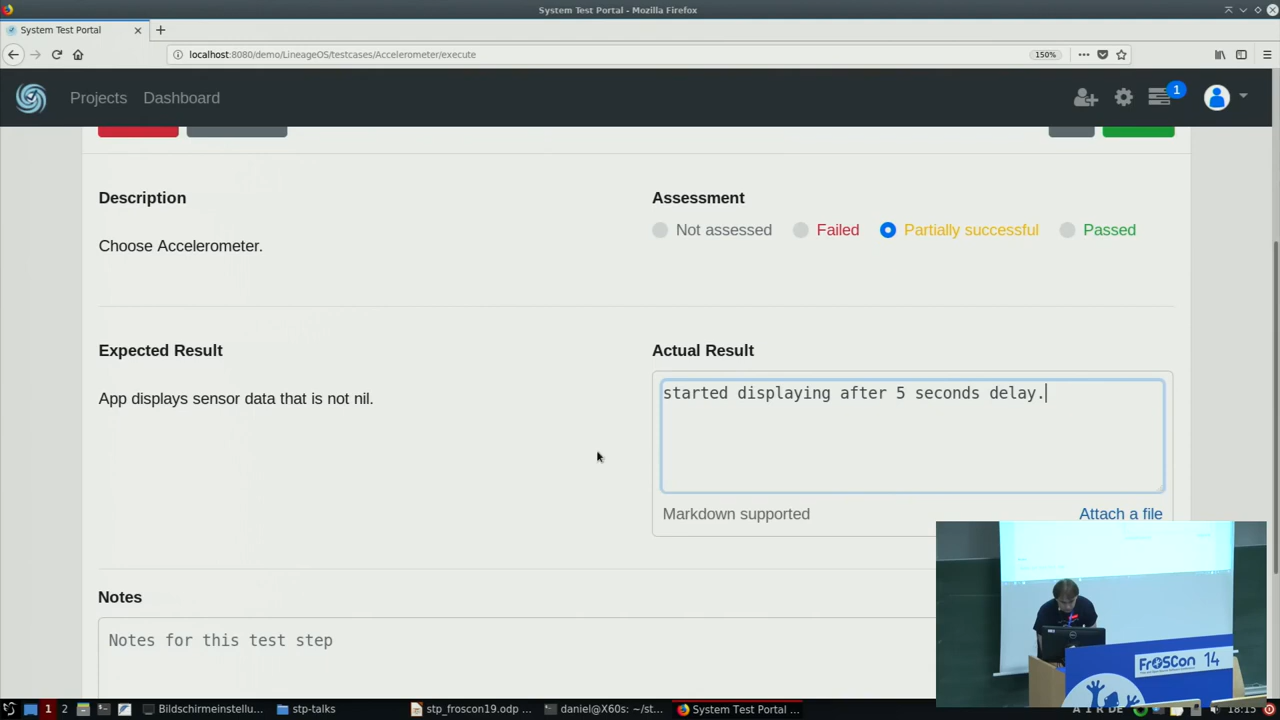 System Test Portal - Mozilla Firefox
System Test Portal
localhost:8080/demo/LineageOS/testcases/Accelerometer/execute
150%
Projects
Dashboard
1
Description
Assessment
Choose Accelerometer.
Not assessed
Failed
Partially successful
Passed
Expected Result
Actual Result
App displays sensor data that is not nil.
started displaying after 5 seconds delay.
Markdown supported
Attach a file
Notes
Notes for this test step
FrOSCon 14
1
2
Bildschirmeinstellu...
stp-talks
stp_froscon19.odp ...
daniel@X60s: ~/st...
System Test Portal ...
A I R DE
18:15